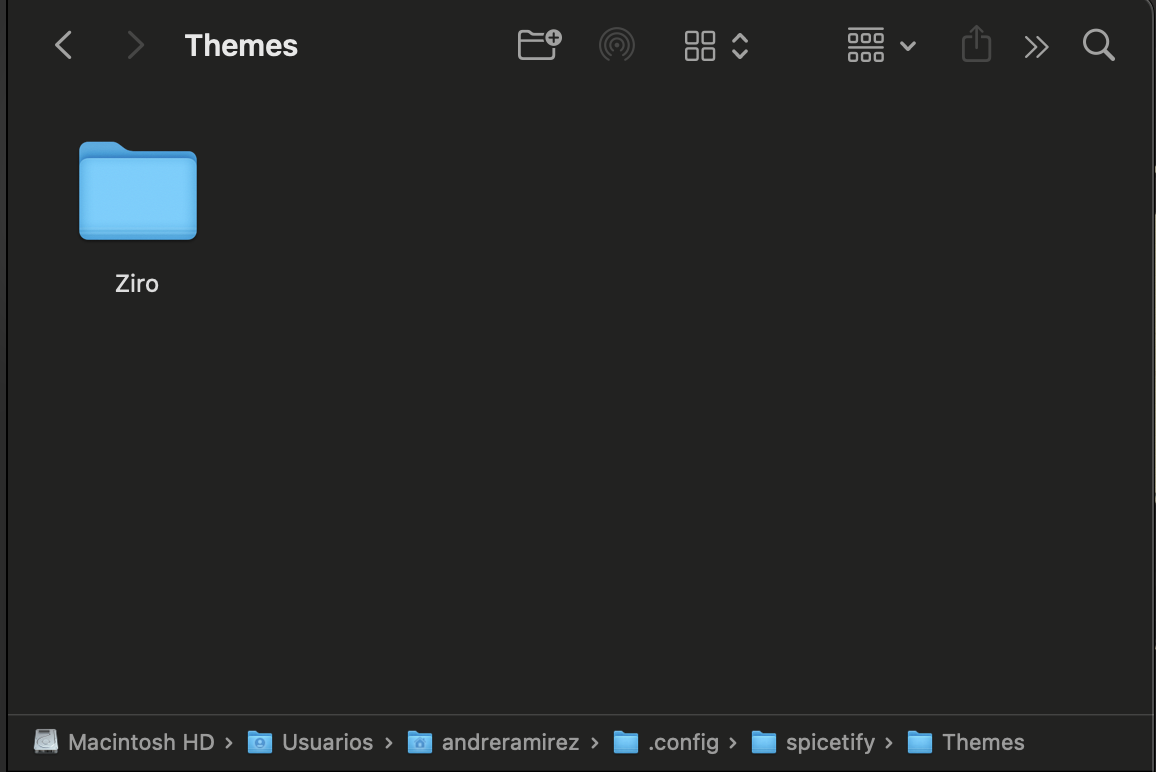 Themes
Ziro
Macintosh HD › Usuarios › andreramirez › .config › spicetify › Themes